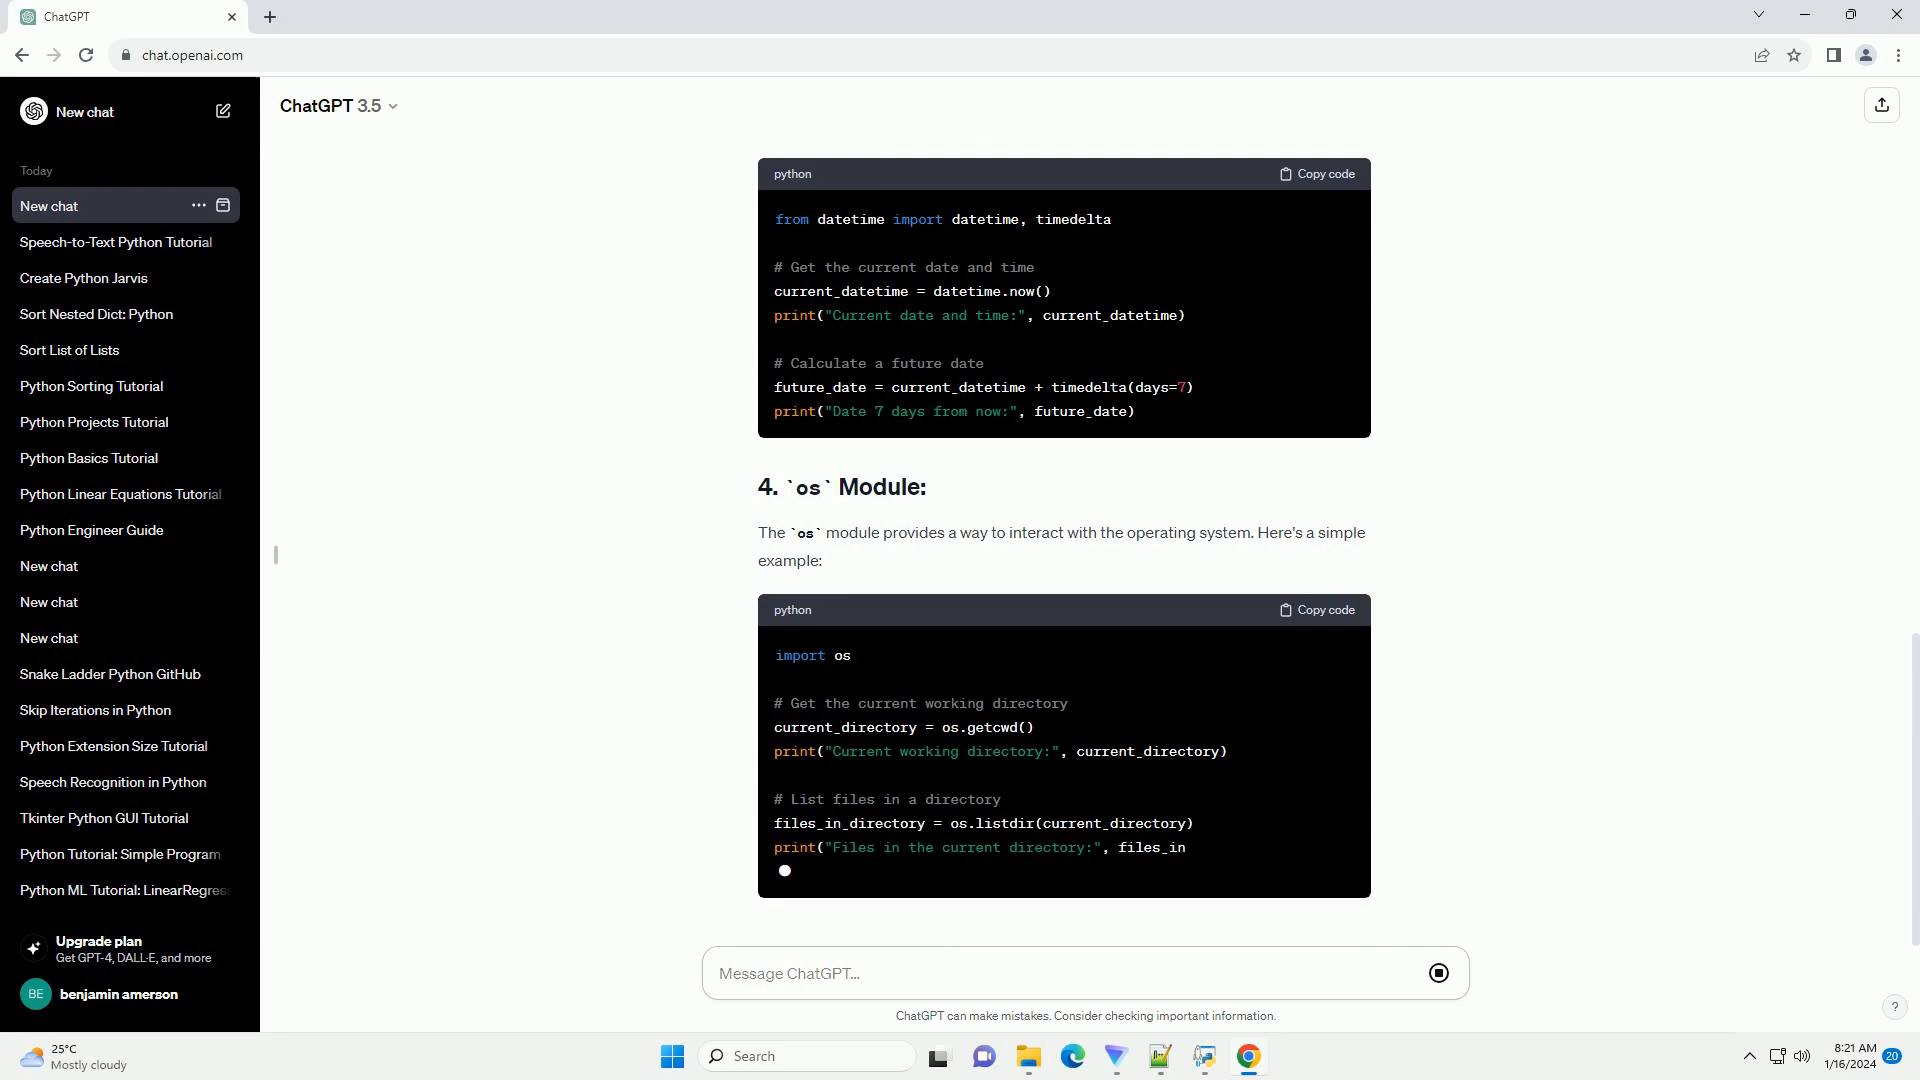 ChatGPT
chat.openai.com
New chat
Today
New chat
Speech-to-Text Python Tutorial
Create Python Jarvis
Sort Nested Dict: Python
Sort List of Lists
Python Sorting Tutorial
Python Projects Tutorial
Python Basics Tutorial
Python Linear Equations Tutorial
Python Engineer Guide
New chat
New chat
New chat
Snake Ladder Python GitHub
Skip Iterations in Python
Python Extension Size Tutorial
Speech Recognition in Python
Tkinter Python GUI Tutorial
Python Tutorial: Simple Program
Python ML Tutorial: LinearRegres
Upgrade plan
Get GPT-4, DALL·E, and more
BE benjamin amerson
ChatGPT 3.5
python Copy code
from datetime import datetime, timedelta
# Get the current date and time
current_datetime = datetime.now()
print("Current date and time:", current_datetime)
# Calculate a future date
future_date = current_datetime + timedelta(days=7)
print("Date 7 days from now:", future_date)
4. `os` Module:
The `os` module provides a way to interact with the operating system. Here's a simple
example:
python Copy code
import os
# Get the current working directory
current_directory = os.getcwd()
print("Current working directory:", current_directory)
# List files in a directory
files_in_directory = os.listdir(current_directory)
print("Files in the current directory:", files_in
Message ChatGPT...
ChatGPT can make mistakes. Consider checking important information.
?
25°C
Mostly cloudy
Search
8:21 AM
1/16/2024
20